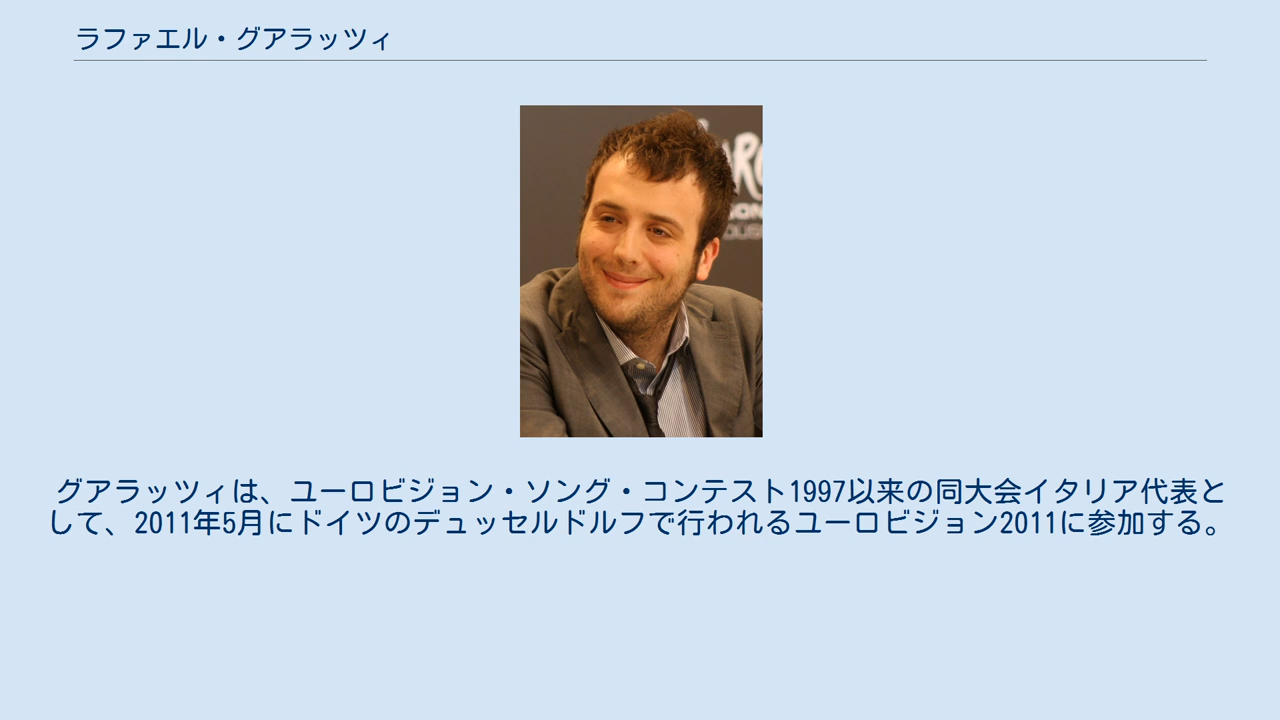 ラファエル・グアラッツィ
グアラッツィは、ユーロビジョン・ソング・コンテスト1997以来の同大会イタリア代表と
して、2011年5月にドイツのデュッセルドルフで行われるユーロビジョン2011に参加する。